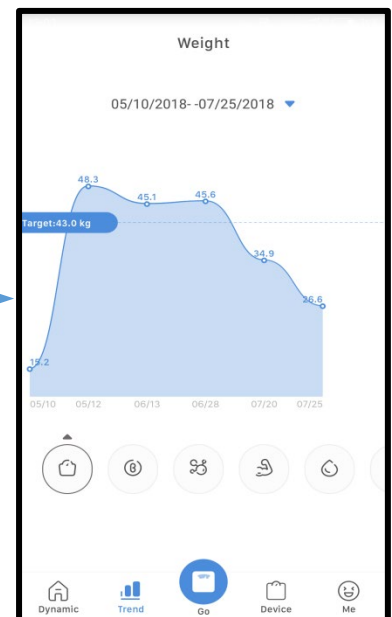 Weight
05/10/2018- -07/25/2018
48.3
45.1
45.6
Target:43.0 kg
34.9
26.6
15.2
05/10 05/12 06/13 06/28 07/20 07/25
Dynamic Trend Go Device Me